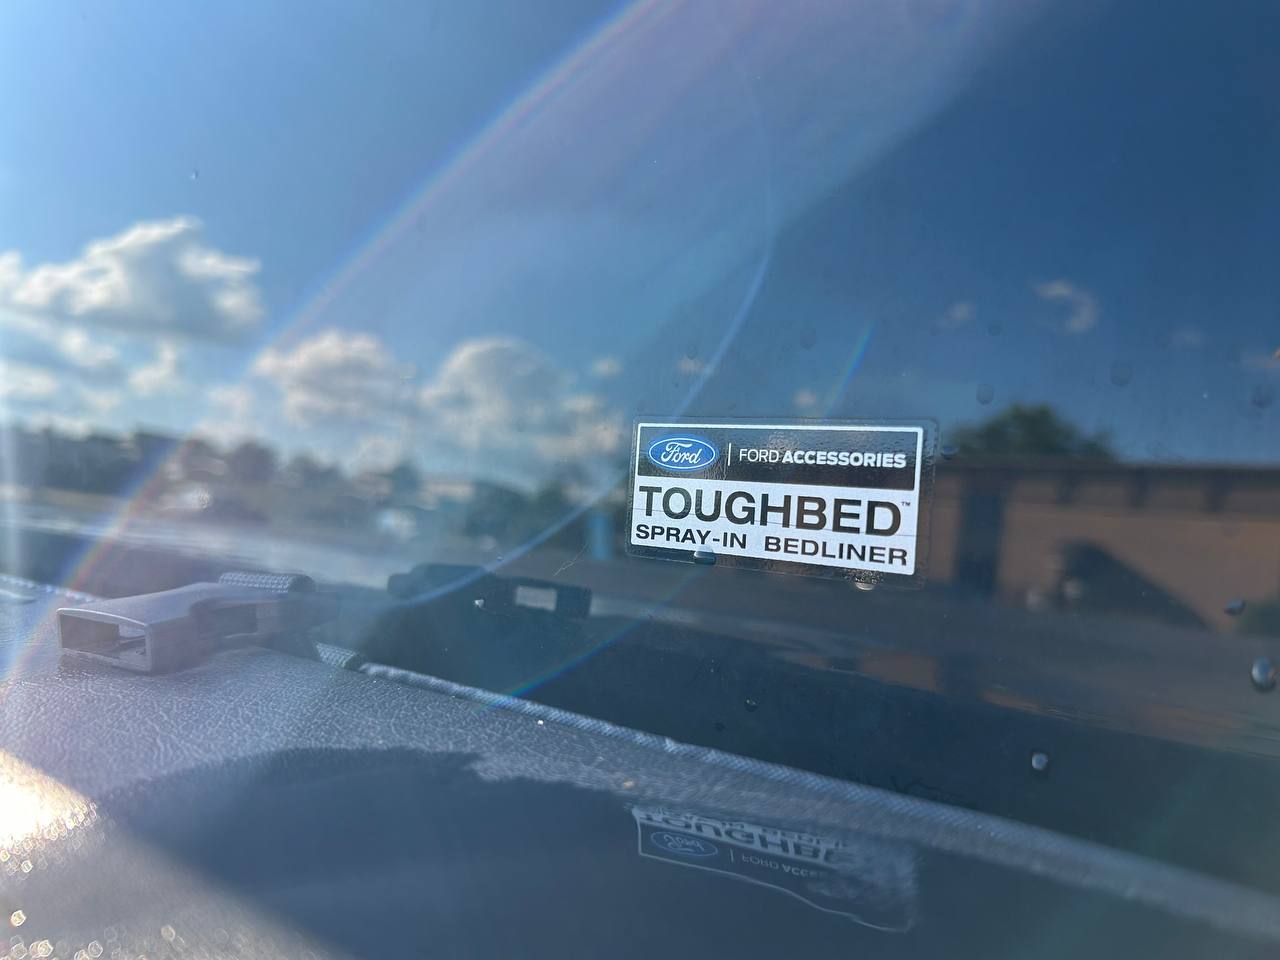 Ford | FORD ACCESSORIES
TOUGHBED™
SPRAY-IN BEDLINER